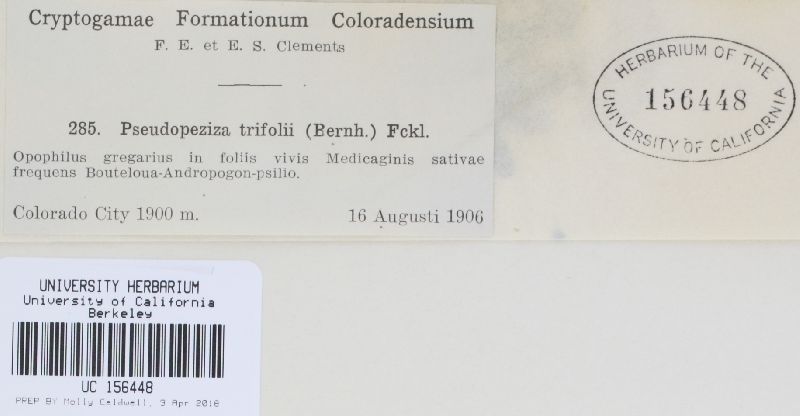 Cryptogamae Formationum Coloradensium
F. E. et E. S. Clements
285. Pseudopeziza trifolii (Bernh.) Fckl.
Opophilus gregarius in foliis vivis Medicaginis sativae
frequens Bouteloua-Andropogon-psilio.
Colorado City 1900 m.
16 Augusti 1906
HERBARIUM OF THE
156448
UNIVERSITY OF CALIFORNIA
UNIVERSITY HERBARIUM
University of California
Berkeley
UC 156448
PREP BY Molly Caldwell, 3 Apr 2018